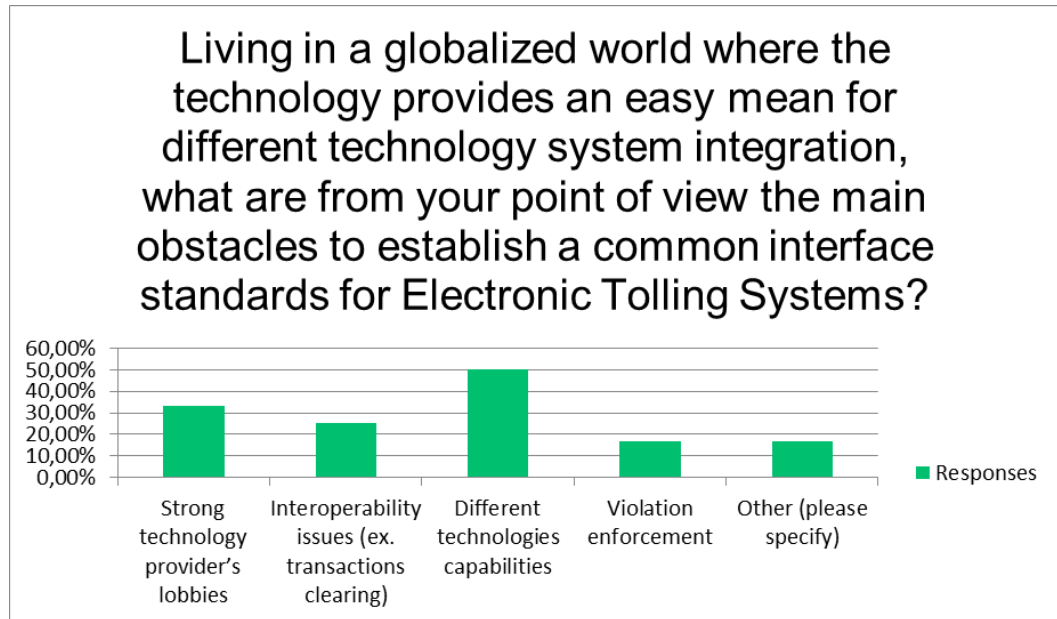 Living in a globalized world where the
technology provides an easy mean for
different technology system integration,
what are from your point of view the main
obstacles to establish a common interface
standards for Electronic Tolling Systems?
60,00%
50,00%
40,00%
30,00%
20,00%
10,00%
0,00%
Strong
technology
provider’s
lobbies
Interoperability
issues (ex.
transactions
clearing)
Different
technologies
capabilities
Violation
enforcement
Other (please
specify)
Responses